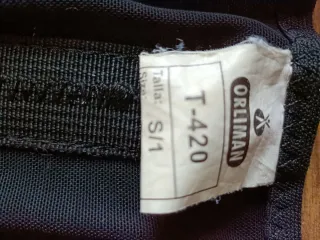 ORLIMAN
T-420
Talla:
Size: S/1